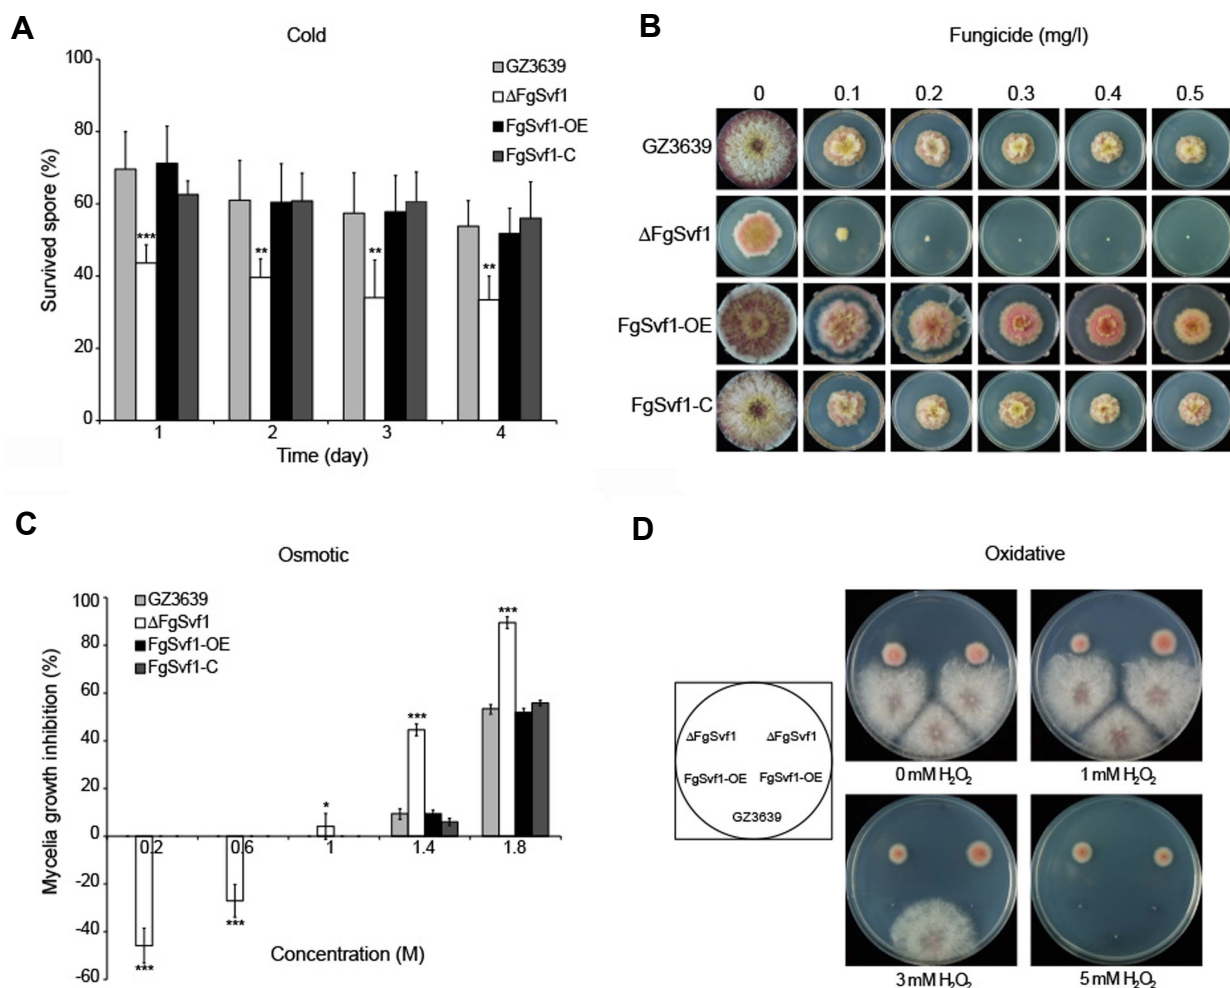 A
Cold
Survived spore (%)
100
80
60
40
20
0
GZ3639
ΔFgSvf1
FgSvf1-OE
FgSvf1-C
***
**
**
**
1 2 3 4
Time (day)
B
Fungicide (mg/l)
0 0.1 0.2 0.3 0.4 0.5
GZ3639
ΔFgSvf1
FgSvf1-OE
FgSvf1-C
C
Osmotic
Mycelia growth inhibition (%)
100
80
60
40
20
0
-20
-40
-60
GZ3639
ΔFgSvf1
FgSvf1-OE
FgSvf1-C
***
***
*
***
***
0.2 0.6 1 1.4 1.8
Concentration (M)
D
Oxidative
ΔFgSvf1 ΔFgSvf1
FgSvf1-OE FgSvf1-OE
GZ3639
0 mM H₂O₂ 1 mM H₂O₂
3 mM H₂O₂ 5 mM H₂O₂